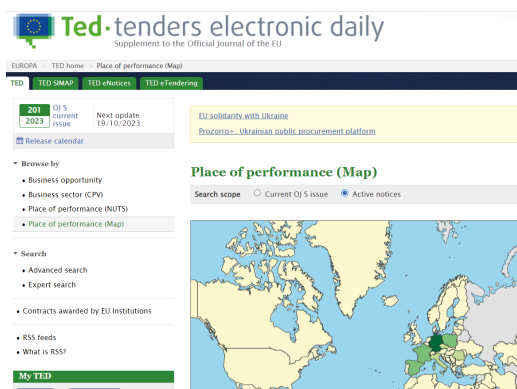 Ted - tenders electronic daily
Supplement to the Official Journal of the EU
EUROPA > TED home > Place of performance (Map)
TED TED SIMAP TED eNotices TED eTendering
201
2023
OJ S
current
issue
Next update
19/10/2023
Release calendar
Browse by
Business opportunity
Business sector (CPV)
Place of performance (NUTS)
Place of performance (Map)
Search
Advanced search
Expert search
Contracts awarded by EU Institutions
RSS feeds
What is RSS?
My TED
EU solidarity with Ukraine
Prozorro+: Ukrainian public procurement platform
Place of performance (Map)
Search scope Current OJ S issue Active notices